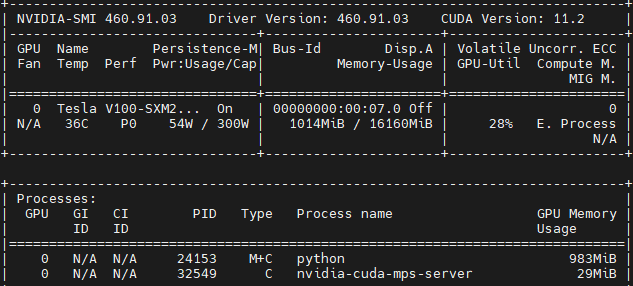 NVIDIA-SMI 460.91.03    Driver Version: 460.91.03    CUDA Version: 11.2
GPU  Name        Persistence-M| Bus-Id        Disp.A | Volatile Uncorr. ECC
Fan  Temp  Perf  Pwr:Usage/Cap|         Memory-Usage | GPU-Util  Compute M.
MIG M.
0  Tesla V100-SXM2...  On   | 00000000:00:07.0 Off |                    0
N/A   36C    P0    54W / 300W |   1014MiB / 16160MiB |     28%   E. Process
N/A
Processes:
GPU   GI   CI        PID   Type   Process name                  GPU Memory
ID   ID                                                   Usage
0   N/A  N/A     24153    M+C   python                            983MiB
0   N/A  N/A     32549      C   nvidia-cuda-mps-server             29MiB